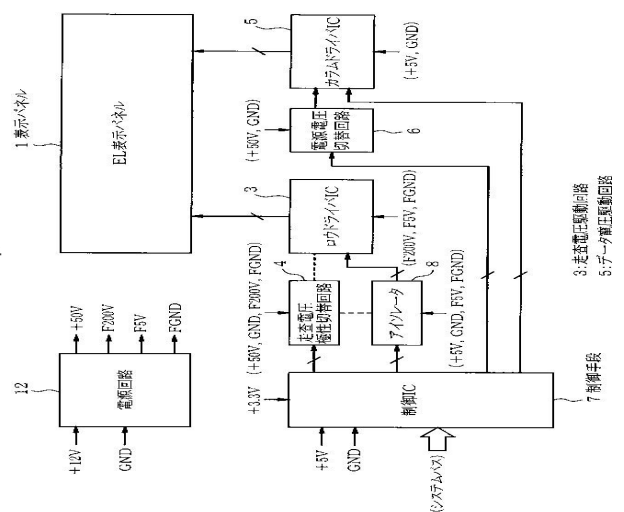 1 表示パネル
EL表示パネル
5
カラムドライバIC
(+5V, GND)
(+50V, GND)
電源電圧
切替回路
6
3
ロウドライバIC
(F200V, F5V, FGND)
(+50V, GND, F200V, FGND)
4
走査電圧
極性切替回路
アイソレータ
8
(+5V, GND, F5V, FGND)
12
電源回路
+12V
GND
+50V
F200V
F5V
FGND
+3.3V
+5V
GND
制御IC
(システムバス)
7 制御手段
3:走査電圧駆動回路
5:データ電圧駆動回路